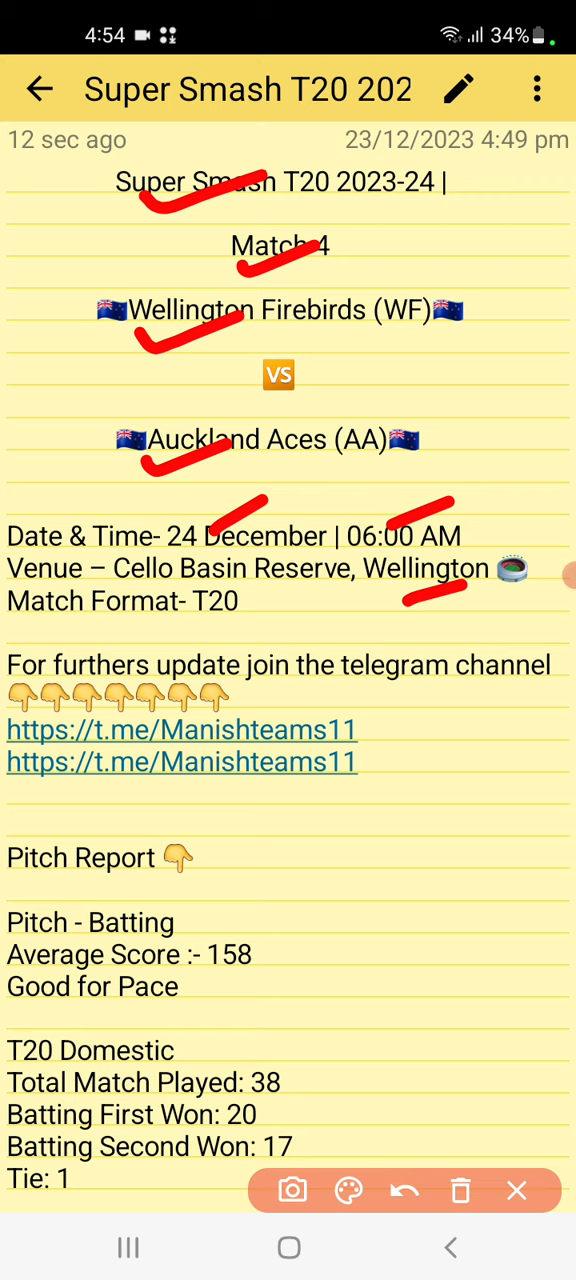 4:54
34%
Super Smash T20 202
12 sec ago
23/12/2023 4:49 pm
Super Smash T20 2023-24 |
Match 4
🇳🇿Wellington Firebirds (WF)🇳🇿
🆚
🇳🇿Auckland Aces (AA)🇳🇿
Date & Time- 24 December | 06:00 AM
Venue – Cello Basin Reserve, Wellington 🏟️
Match Format- T20
For furthers update join the telegram channel
👇👇👇👇👇👇👇
https://t.me/Manishteams11
https://t.me/Manishteams11
Pitch Report 👇
Pitch - Batting
Average Score :- 158
Good for Pace
T20 Domestic
Total Match Played: 38
Batting First Won: 20
Batting Second Won: 17
Tie: 1